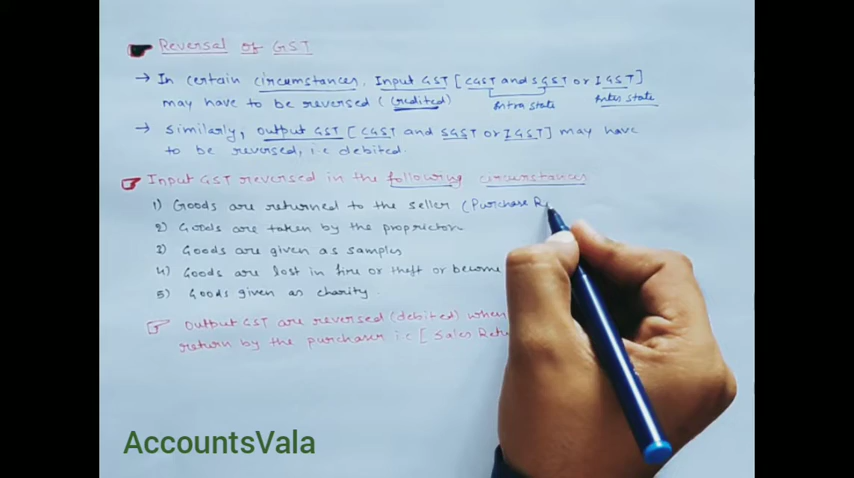 Reversal of GST
→ In certain circumstances, Input GST [CGST and SGST or IGST]
may have to be reversed (credited) Intra state Inter state
→ Similarly, output GST [CGST and SGST or IGST] may have
to be reversed, i.e debited.
Input GST reversed in the following circumstances
1) Goods are returned to the seller (Purchase R
2) Goods are taken by the proprietor
3) Goods are given as samples
4) Goods are lost in fire or theft or become
5) Goods given as charity.
Output GST are reversed (debited) when
return by the purchaser i.e [Sales Retu
AccountsVala